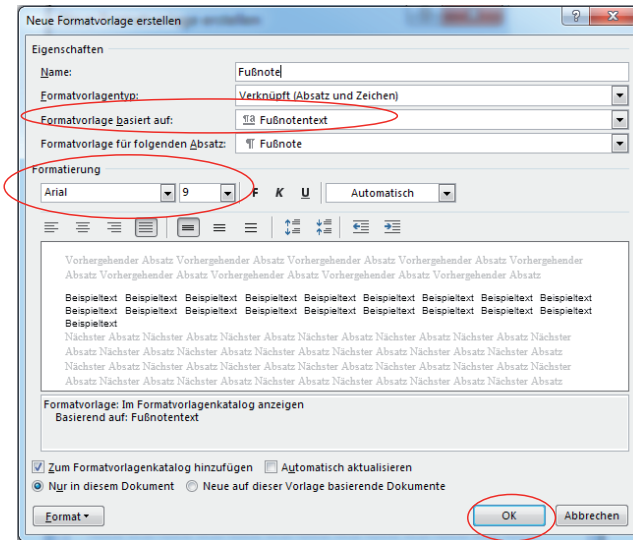 Neue Formatvorlage erstellen
Eigenschaften
Name: Fußnote
Formatvorlagentyp: Verknüpft (Absatz und Zeichen)
Formatvorlage basiert auf: ¶a Fußnotentext
Formatvorlage für folgenden Absatz: ¶ Fußnote
Formatierung
Arial 9 F K U Automatisch
Vorhergehender Absatz Vorhergehender Absatz Vorhergehender Absatz Vorhergehender Absatz Vorhergehender
Absatz Vorhergehender Absatz Vorhergehender Absatz Vorhergehender Absatz Vorhergehender Absatz
Beispieltext Beispieltext Beispieltext Beispieltext Beispieltext Beispieltext Beispieltext Beispieltext Beispieltext
Beispieltext Beispieltext Beispieltext Beispieltext Beispieltext Beispieltext Beispieltext Beispieltext Beispieltext
Beispieltext
Nächster Absatz Nächster Absatz Nächster Absatz Nächster Absatz Nächster Absatz Nächster Absatz Nächster
Absatz Nächster Absatz Nächster Absatz Nächster Absatz Nächster Absatz Nächster Absatz Nächster Absatz
Nächster Absatz Nächster Absatz Nächster Absatz Nächster Absatz Nächster Absatz Nächster Absatz Nächster
Absatz Nächster Absatz Nächster Absatz Nächster Absatz Nächster Absatz Nächster Absatz Nächster Absatz
Formatvorlage: Im Formatvorlagenkatalog anzeigen
Basierend auf: Fußnotentext
Zum Formatvorlagenkatalog hinzufügen Automatisch aktualisieren
Nur in diesem Dokument Neue auf dieser Vorlage basierende Dokumente
Format OK Abbrechen